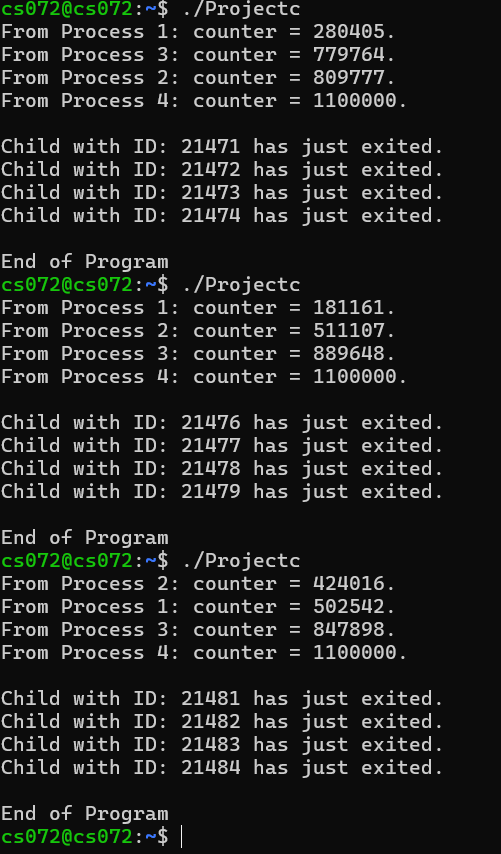 cs072@cs072:~$ ./Projectc
From Process 1: counter = 280405.
From Process 3: counter = 779764.
From Process 2: counter = 809777.
From Process 4: counter = 1100000.
Child with ID: 21471 has just exited.
Child with ID: 21472 has just exited.
Child with ID: 21473 has just exited.
Child with ID: 21474 has just exited.
End of Program
cs072@cs072:~$ ./Projectc
From Process 1: counter = 181161.
From Process 2: counter = 511107.
From Process 3: counter = 889648.
From Process 4: counter = 1100000.
Child with ID: 21476 has just exited.
Child with ID: 21477 has just exited.
Child with ID: 21478 has just exited.
Child with ID: 21479 has just exited.
End of Program
cs072@cs072:~$ ./Projectc
From Process 2: counter = 424016.
From Process 1: counter = 502542.
From Process 3: counter = 847898.
From Process 4: counter = 1100000.
Child with ID: 21481 has just exited.
Child with ID: 21482 has just exited.
Child with ID: 21483 has just exited.
Child with ID: 21484 has just exited.
End of Program
cs072@cs072:~$